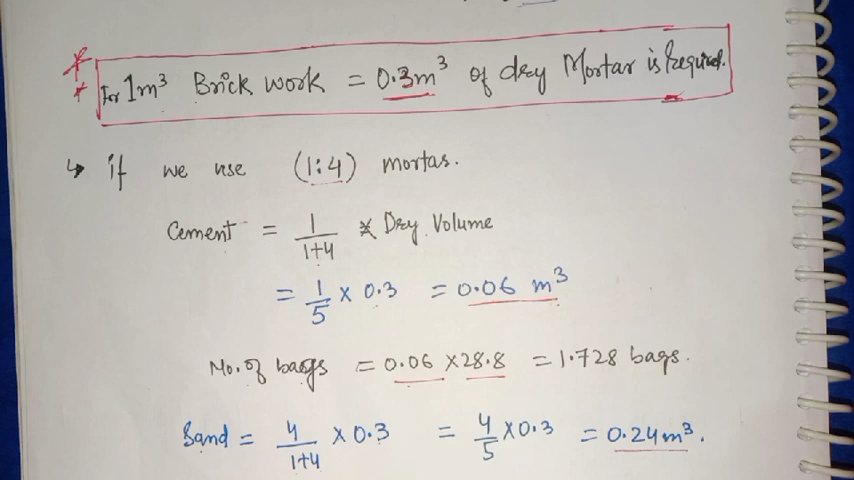 For 1m³ Brick work = 0.3m³ of dry Mortar is Required.
↳ if we use (1:4) mortar.
Cement = 1/(1+4) × Dry Volume
= 1/5 × 0.3 = 0.06 m³
No. of bags = 0.06 × 28.8 = 1.728 bags.
Sand = 4/(1+4) × 0.3 = 4/5 × 0.3 = 0.24m³.